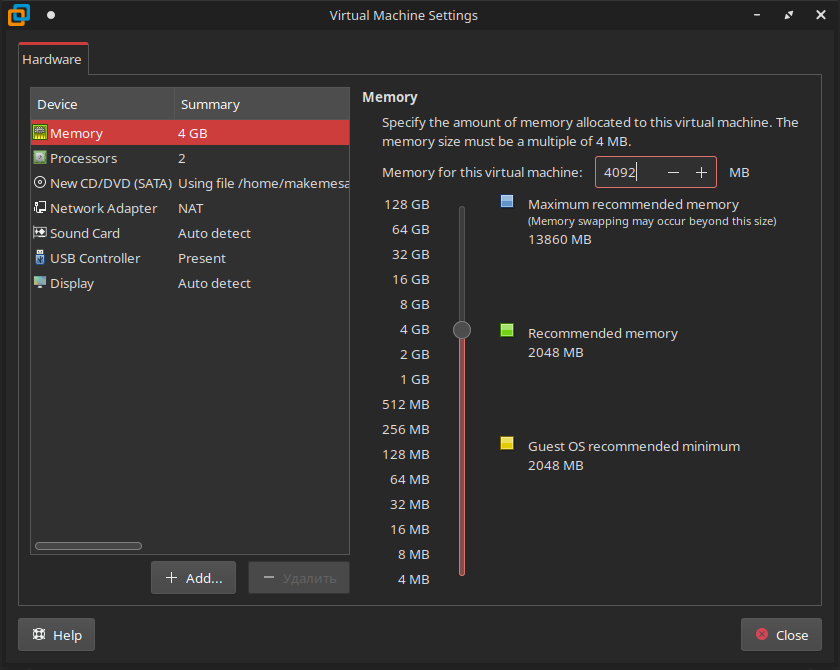 Virtual Machine Settings
Hardware
Device Summary
Memory 4 GB
Processors 2
New CD/DVD (SATA) Using file /home/makemesa
Network Adapter NAT
Sound Card Auto detect
USB Controller Present
Display Auto detect
+ Add...
− Удалить
Memory
Specify the amount of memory allocated to this virtual machine. The
memory size must be a multiple of 4 MB.
Memory for this virtual machine: 4092 − + MB
128 GB
64 GB
32 GB
16 GB
8 GB
4 GB
2 GB
1 GB
512 MB
256 MB
128 MB
64 MB
32 MB
16 MB
8 MB
4 MB
Maximum recommended memory
(Memory swapping may occur beyond this size)
13860 MB
Recommended memory
2048 MB
Guest OS recommended minimum
2048 MB
Help
Close